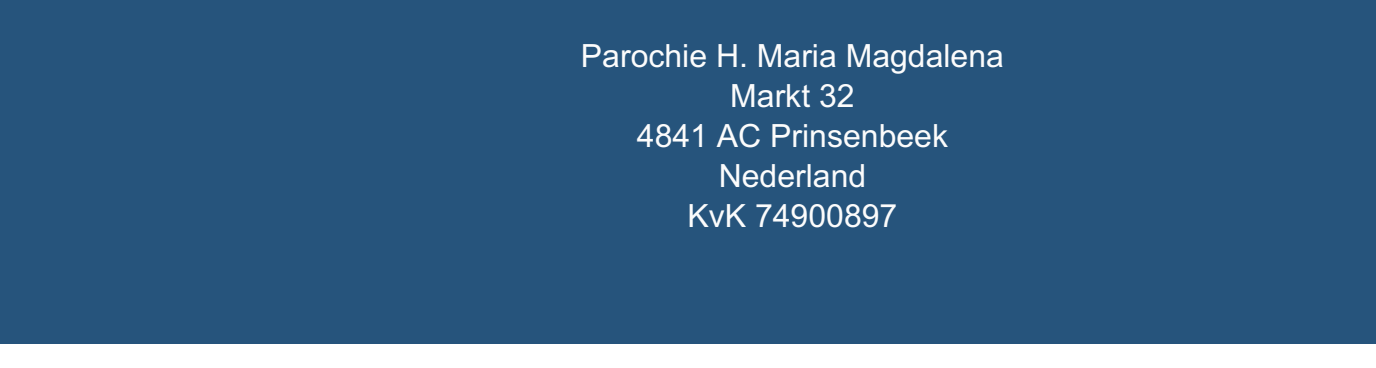 Parochie H. Maria Magdalena
Markt 32
4841 AC Prinsenbeek
Nederland
KvK 74900897